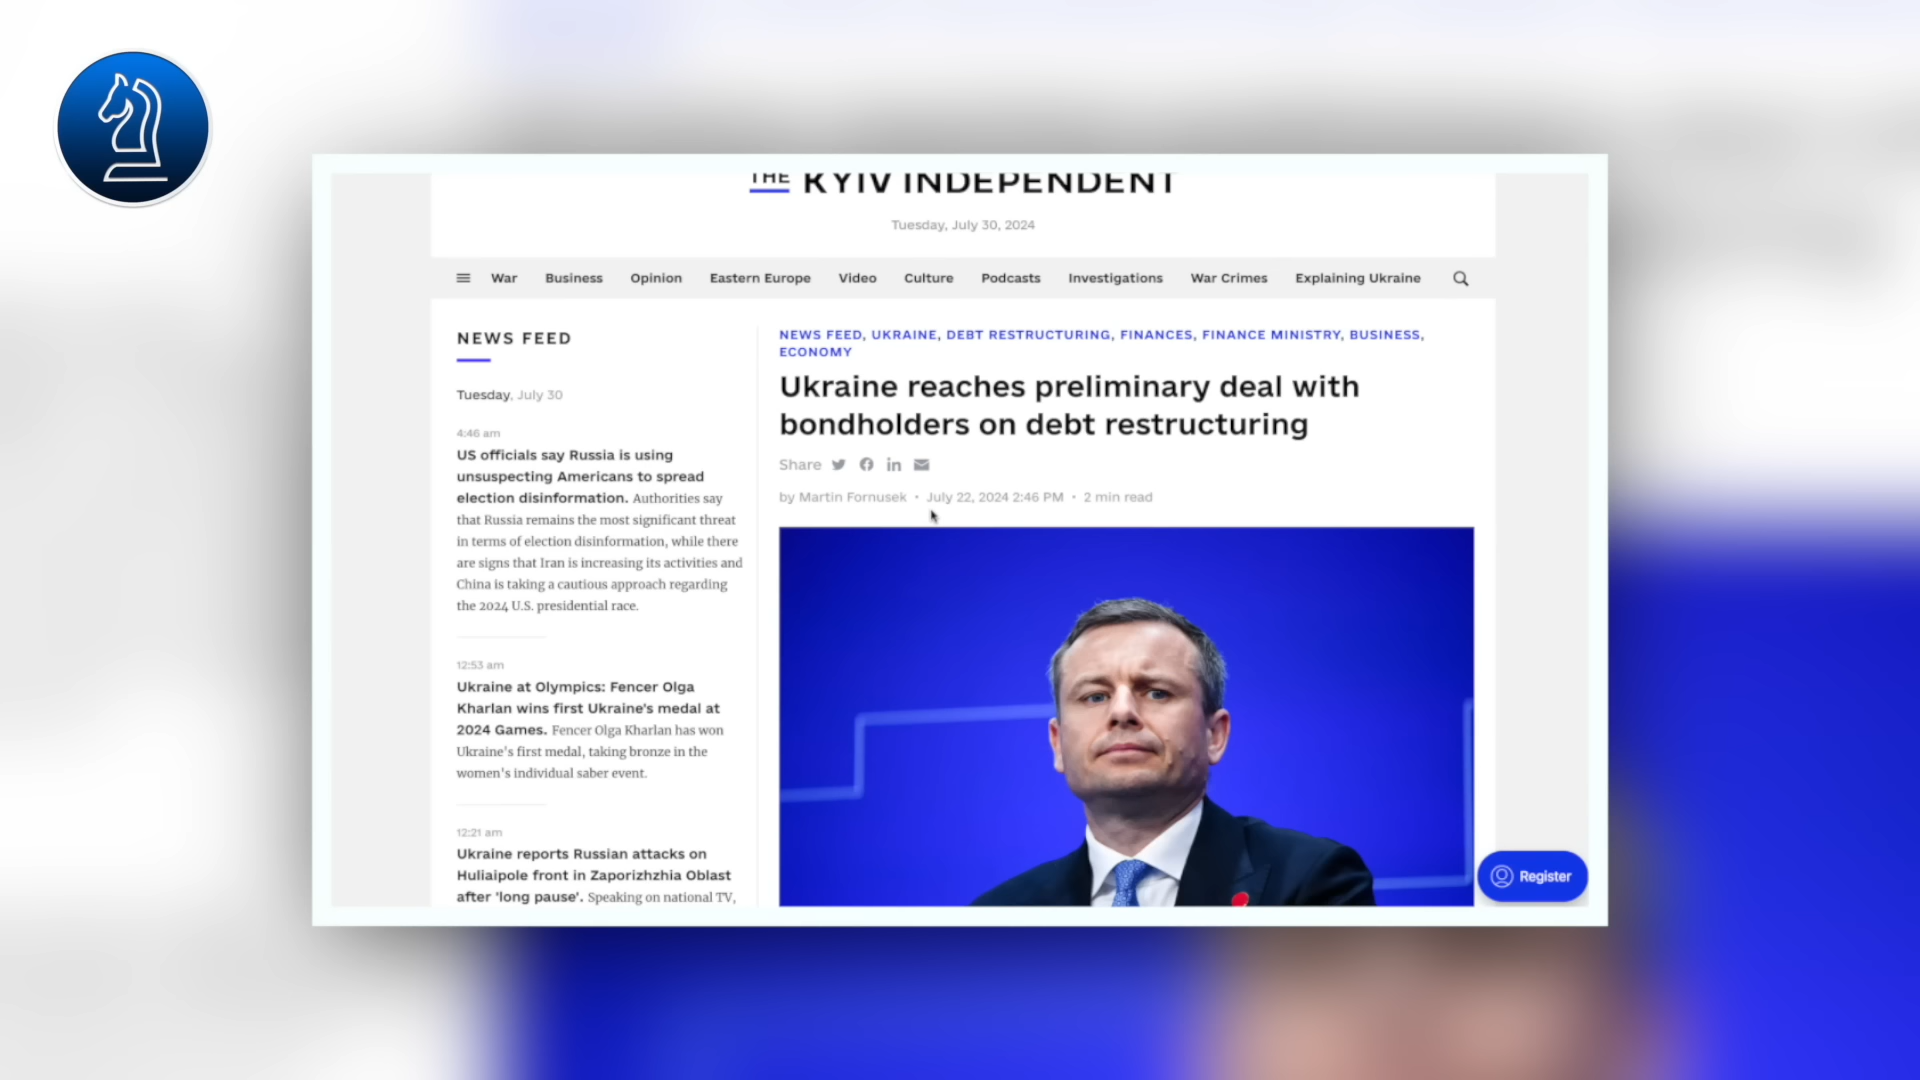 THE KYIV INDEPENDENT
Tuesday, July 30, 2024
War Business Opinion Eastern Europe Video Culture Podcasts Investigations War Crimes Explaining Ukraine
NEWS FEED
Tuesday, July 30
4:46 am
US officials say Russia is using
unsuspecting Americans to spread
election disinformation. Authorities say
that Russia remains the most significant threat
in terms of election disinformation, while there
are signs that Iran is increasing its activities and
China is taking a cautious approach regarding
the 2024 U.S. presidential race.
12:53 am
Ukraine at Olympics: Fencer Olga
Kharlan wins first Ukraine's medal at
2024 Games. Fencer Olga Kharlan has won
Ukraine's first medal, taking bronze in the
women's individual saber event.
12:21 am
Ukraine reports Russian attacks on
Huliaipole front in Zaporizhzhia Oblast
after 'long pause'. Speaking on national TV,
NEWS FEED, UKRAINE, DEBT RESTRUCTURING, FINANCES, FINANCE MINISTRY, BUSINESS,
ECONOMY
Ukraine reaches preliminary deal with
bondholders on debt restructuring
Share
by Martin Fornusek • July 22, 2024 2:46 PM • 2 min read
Register